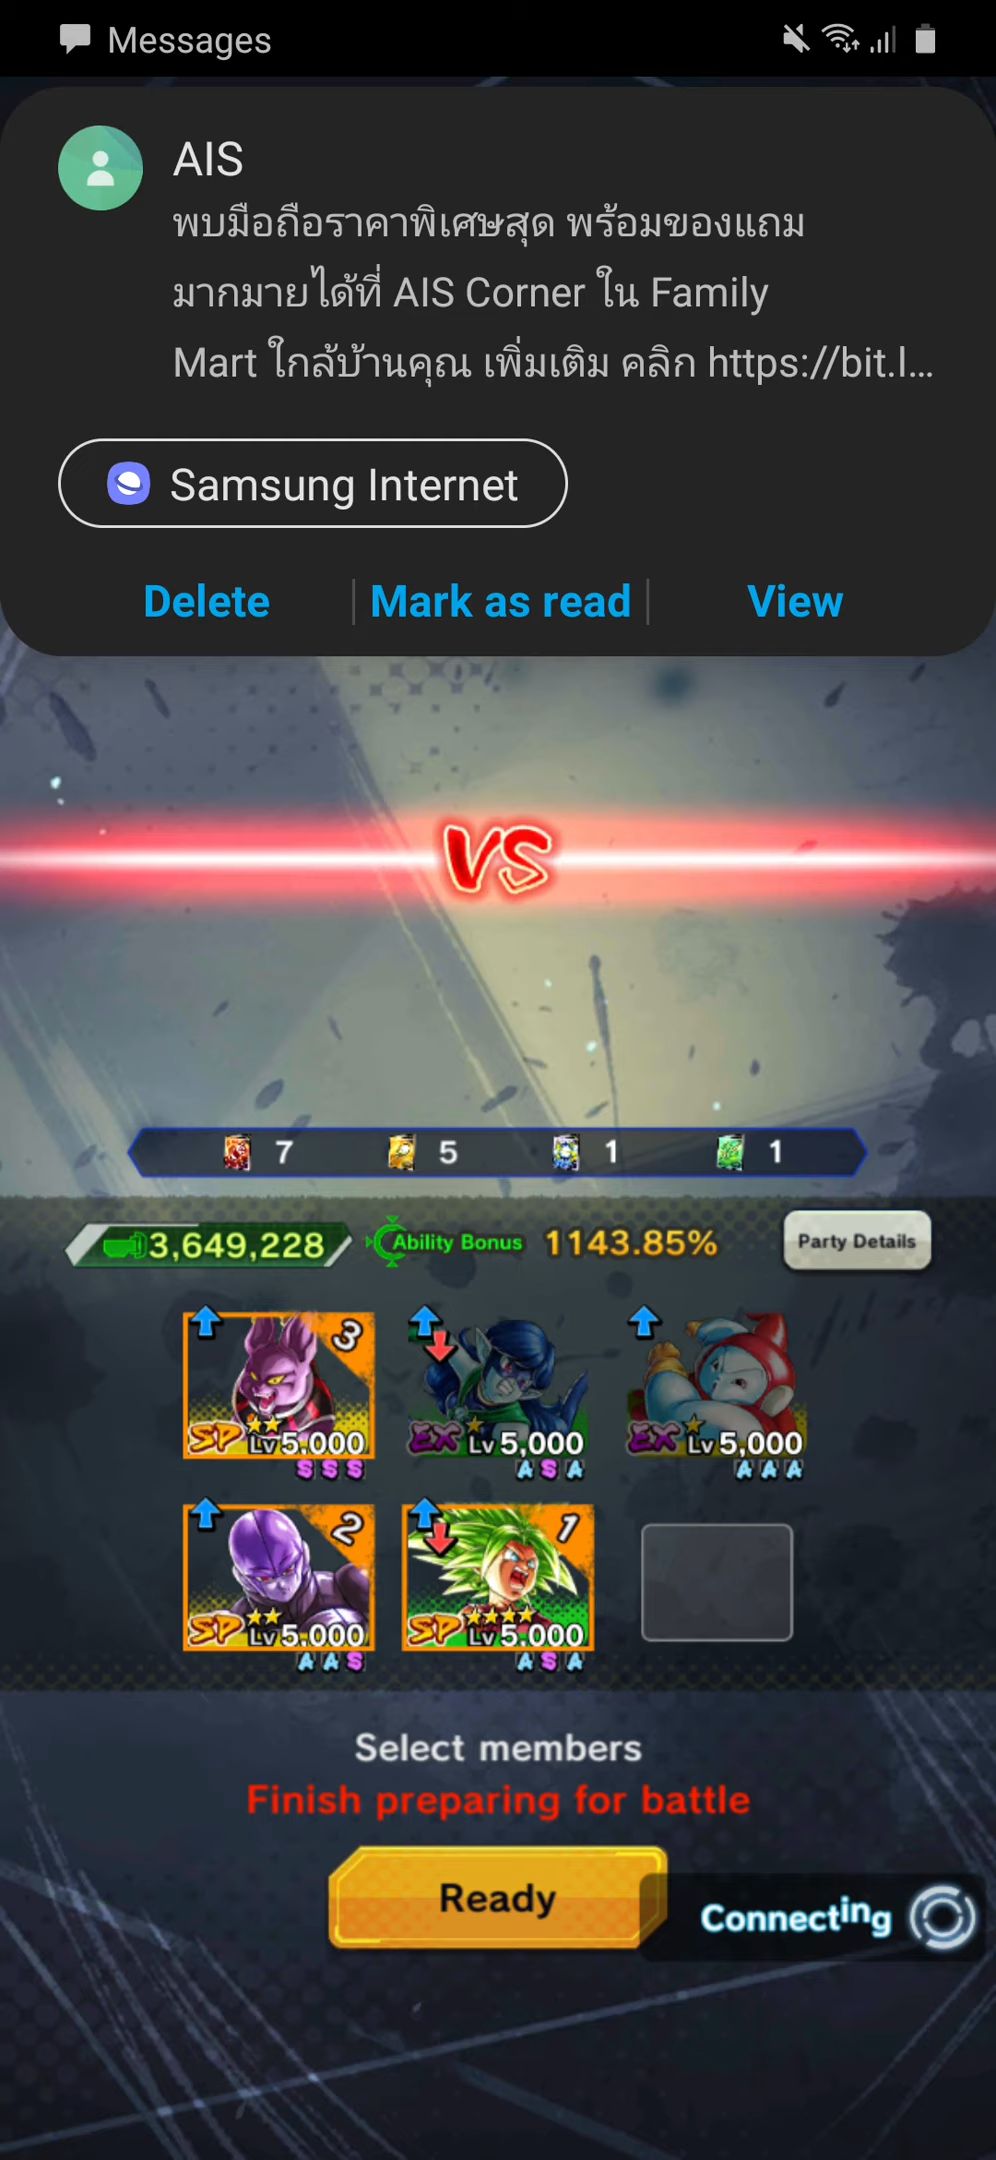 Messages
AIS
พบมือถือราคาพิเศษสุด พร้อมของแถม
มากมายได้ที่ AIS Corner ใน Family
Mart ใกล้บ้านคุณ เพิ่มเติม คลิก https://bit.l...
Samsung Internet
Delete
Mark as read
View
VS
7 5 1 1
3,649,228 Ability Bonus 1143.85% Party Details
3
SP Lv 5,000 EX Lv 5,000 EX Lv 5,000
S S S A S A A A A
2 1
SP Lv 5,000 SP Lv 5,000
A A S A S A
Select members
Finish preparing for battle
Ready
Connecting